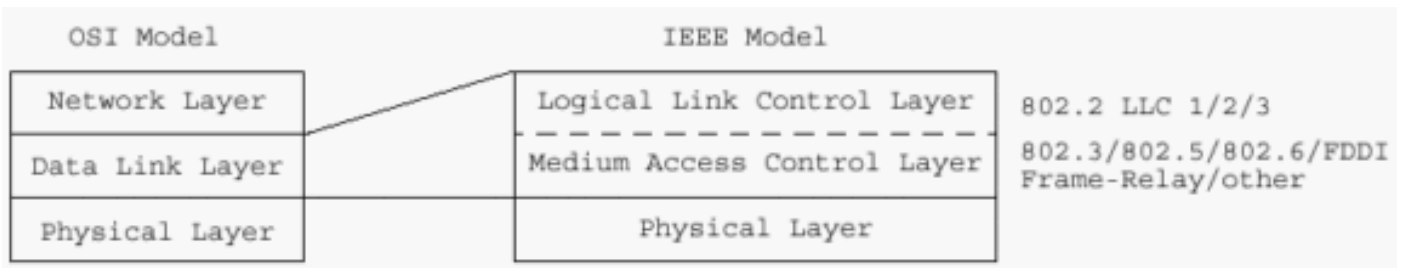 OSI Model
IEEE Model
Network Layer
Logical Link Control Layer
802.2 LLC 1/2/3
Data Link Layer
Medium Access Control Layer
802.3/802.5/802.6/FDDI
Frame-Relay/other
Physical Layer
Physical Layer